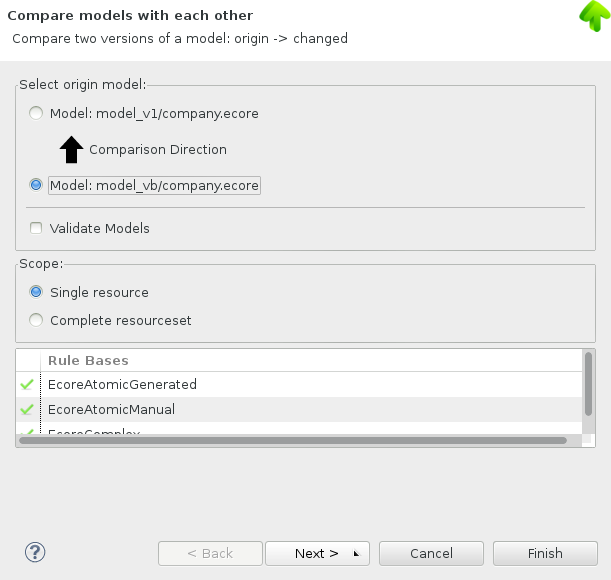 Compare models with each other
Compare two versions of a model: origin -> changed
Select origin model:
Model: model_v1/company.ecore
Comparison Direction
Model: model_vb/company.ecore
Validate Models
Scope:
Single resource
Complete resourceset
Rule Bases
EcoreAtomicGenerated
EcoreAtomicManual
EcoreComplex
?
< Back
Next >
Cancel
Finish